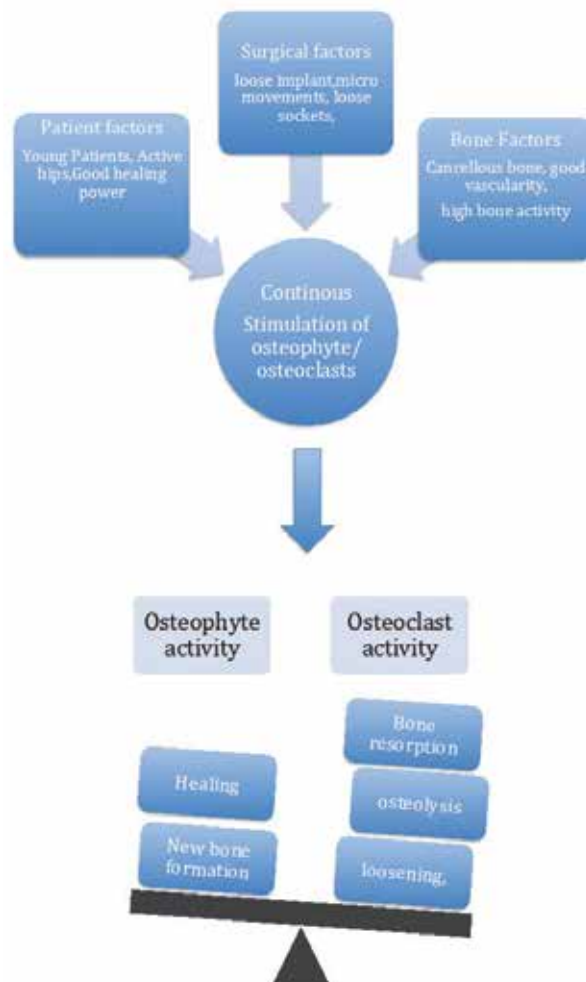 Surgical factors
loose implant,micro
movements, loose
sockets,
Patient factors
Young Patients, Active
hips,Good healing
power
Bone Factors
Cancellous bone, good
vascularity,
high bone activity
Continous
Stimulation of
osteophyte/
osteoclasts
Osteophyte
activity
Osteoclast
activity
Bone
resorption
Healing
osteolysis
New bone
formation
loosening,